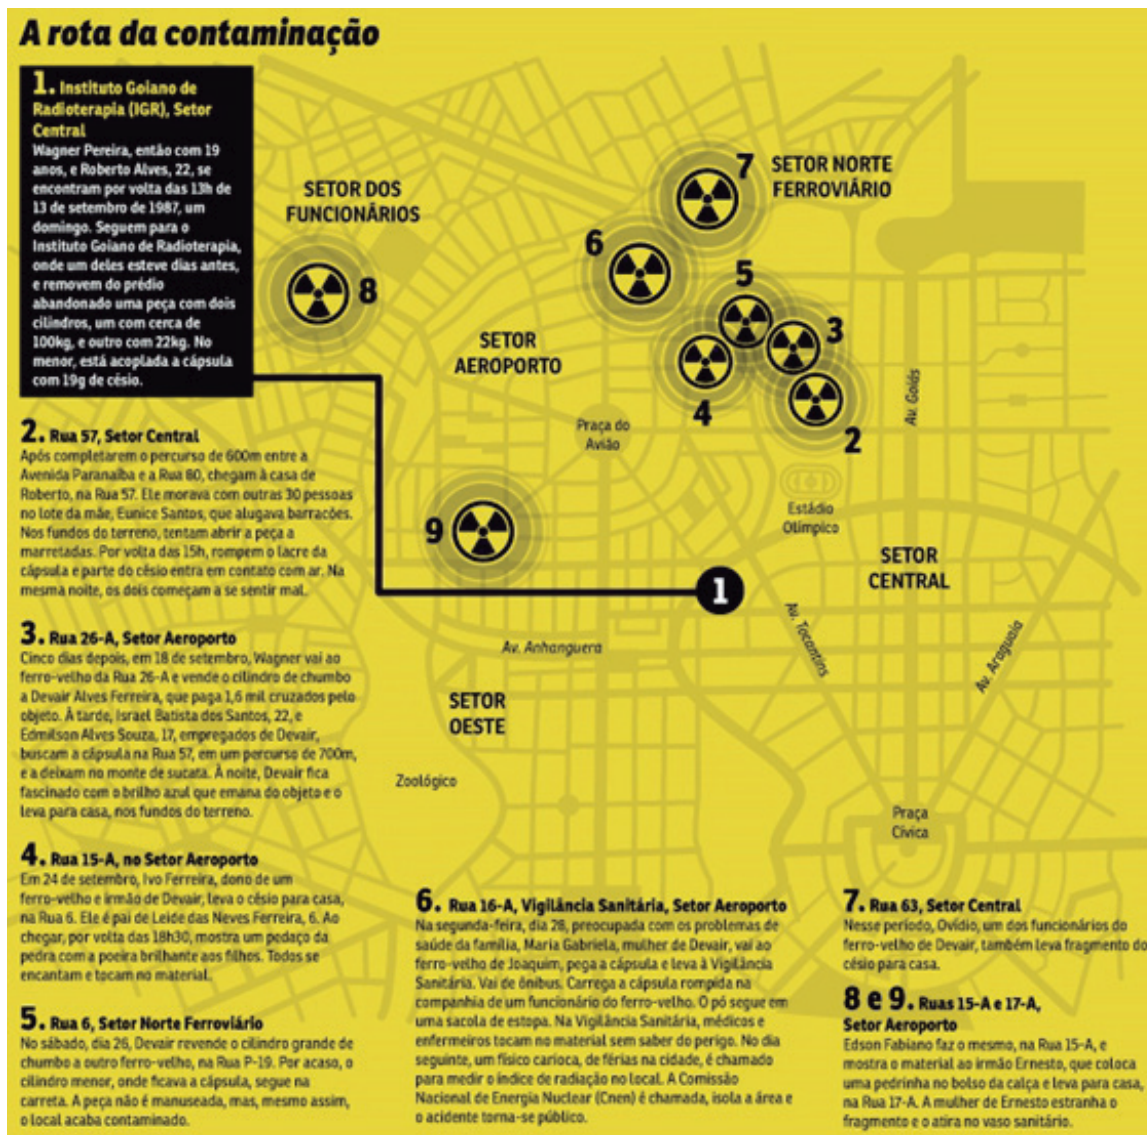 A rota da contaminação
1. Instituto Goiano de
Radioterapia (IGR), Setor
Central
Wagner Pereira, então com 19
anos, e Roberto Alves, 22, se
encontram por volta das 13h de
13 de setembro de 1987, um
domingo. Seguem para o
Instituto Goiano de Radioterapia,
onde um deles esteve dias antes,
e removem do prédio
abandonado uma peça com dois
cilindros, um com cerca de
100kg, e outro com 22kg. No
menor, está acoplada a cápsula
com 19g de césio.
2. Rua 57, Setor Central
Após completarem o percurso de 600m entre a
Avenida Paranaíba e a Rua 80, chegam à casa de
Roberto, na Rua 57. Ele morava com outras 30 pessoas
no lote da mãe, Eunice Santos, que alugava barracões.
Nos fundos do terreno, tentam abrir a peça a
marretadas. Por volta das 15h, rompem o lacre da
cápsula e parte do césio entra em contato com ar. Na
mesma noite, os dois começam a se sentir mal.
3. Rua 26-A, Setor Aeroporto
Cinco dias depois, em 18 de setembro, Wagner vai ao
ferro-velho da Rua 26-A e vende o cilindro de chumbo
a Devair Alves Ferreira, que paga 1,6 mil cruzados pelo
objeto. À tarde, Israel Batista dos Santos, 22, e
Edmilson Alves Souza, 17, empregados de Devair,
buscam a cápsula na Rua 57, em um percurso de 700m,
e a deixam no monte de sucata. À noite, Devair fica
fascinado com o brilho azul que emana do objeto e o
leva para casa, nos fundos do terreno.
4. Rua 15-A, no Setor Aeroporto
Em 24 de setembro, Ivo Ferreira, dono de um
ferro-velho e irmão de Devair, leva o césio para casa,
na Rua 6. Ele é pai de Leide das Neves Ferreira, 6. Ao
chegar, por volta das 18h30, mostra um pedaço da
pedra com a poeira brilhante aos filhos. Todos se
encantam e tocam no material.
5. Rua 6, Setor Norte Ferroviário
No sábado, dia 26, Devair revende o cilindro grande de
chumbo a outro ferro-velho, na Rua P-19. Por acaso, o
cilindro menor, onde ficava a cápsula, segue na
carreta. A peça não é manuseada, mas, mesmo assim,
o local acaba contaminado.
6. Rua 16-A, Vigilância Sanitária, Setor Aeroporto
Na segunda-feira, dia 28, preocupada com os problemas de
saúde da família, Maria Gabriela, mulher de Devair, vai ao
ferro-velho de Joaquim, pega a cápsula e leva à Vigilância
Sanitária. Vai de ônibus. Carrega a cápsula rompida na
companhia de um funcionário do ferro-velho. O pó segue em
uma sacola de estopa. Na Vigilância Sanitária, médicos e
enfermeiros tocam no material sem saber do perigo. No dia
seguinte, um físico carioca, de férias na cidade, é chamado
para medir o índice de radiação no local. A Comissão
Nacional de Energia Nuclear (Cnen) é chamada, isola a área e
o acidente torna-se público.
7. Rua 63, Setor Central
Nesse período, Ovídio, um dos funcionários do
ferro-velho de Devair, também leva fragmento do
césio para casa.
8 e 9. Ruas 15-A e 17-A,
Setor Aeroporto
Edson Fabiano faz o mesmo, na Rua 15-A, e
mostra o material ao irmão Ernesto, que coloca
uma pedrinha no bolso da calça e leva para casa,
na Rua 17-A. A mulher de Ernesto estranha o
fragmento e o atira no vaso sanitário.
SETOR DOS
FUNCIONÁRIOS
8
7
SETOR NORTE
FERROVIÁRIO
6
5
3
4
2
SETOR
AEROPORTO
Praça do
Avião
Av. Goiás
9
Estádio
Olímpico
SETOR
CENTRAL
1
Av. Anhanguera
Av. Tocantins
Av. Araguaia
SETOR
OESTE
Zoológico
Praça
Cívica